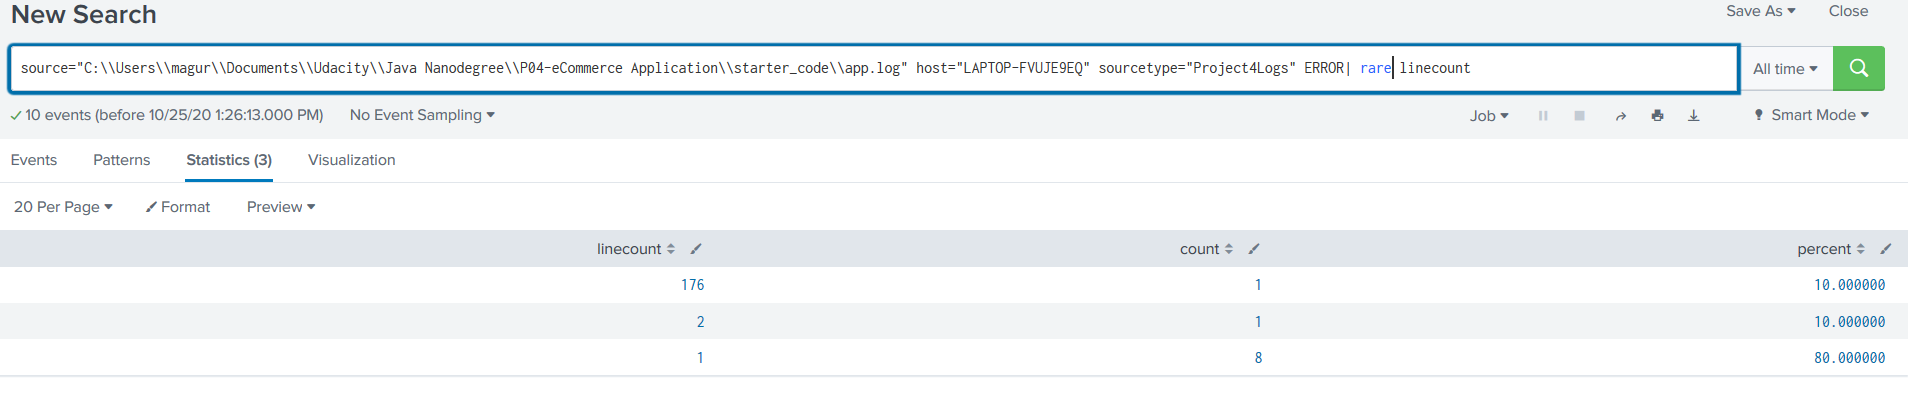 New Search
Save As Close
source="C:\\Users\\magur\\Documents\\Udacity\\Java Nanodegree\\P04-eCommerce Application\\starter_code\\app.log" host="LAPTOP-FVUJE9EQ" sourcetype="Project4Logs" ERROR| rare linecount
All time
10 events (before 10/25/20 1:26:13.000 PM) No Event Sampling Job Smart Mode
Events Patterns Statistics (3) Visualization
20 Per Page Format Preview
linecount count percent
176 1 10.000000
2 1 10.000000
1 8 80.000000